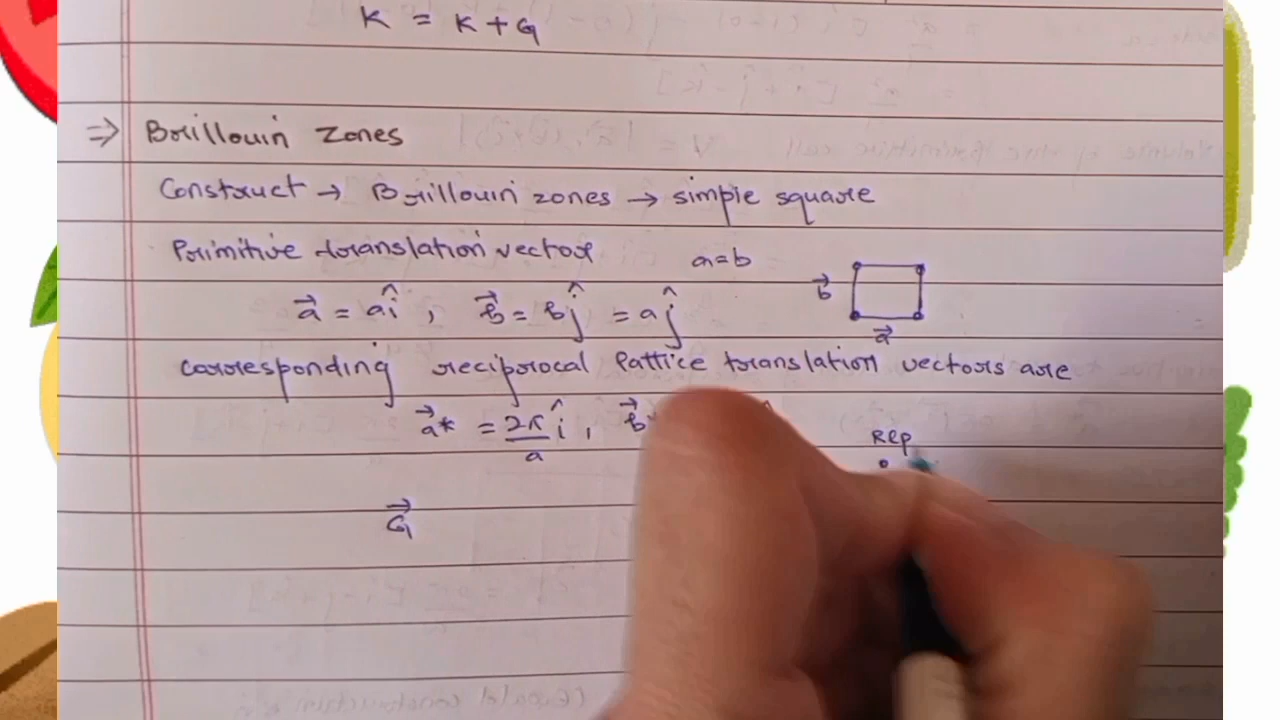 K = K + G
⇒ Brillouin Zones
Construct → Brillouin zones → simple square
Primitive translation vector a=b
a⃗ = aî , b⃗ = bĵ = aĵ
b⃗
a⃗
corresponding reciprocal lattice translation vectors are
a⃗* = 2π/a î , b⃗*
Rep
G⃗